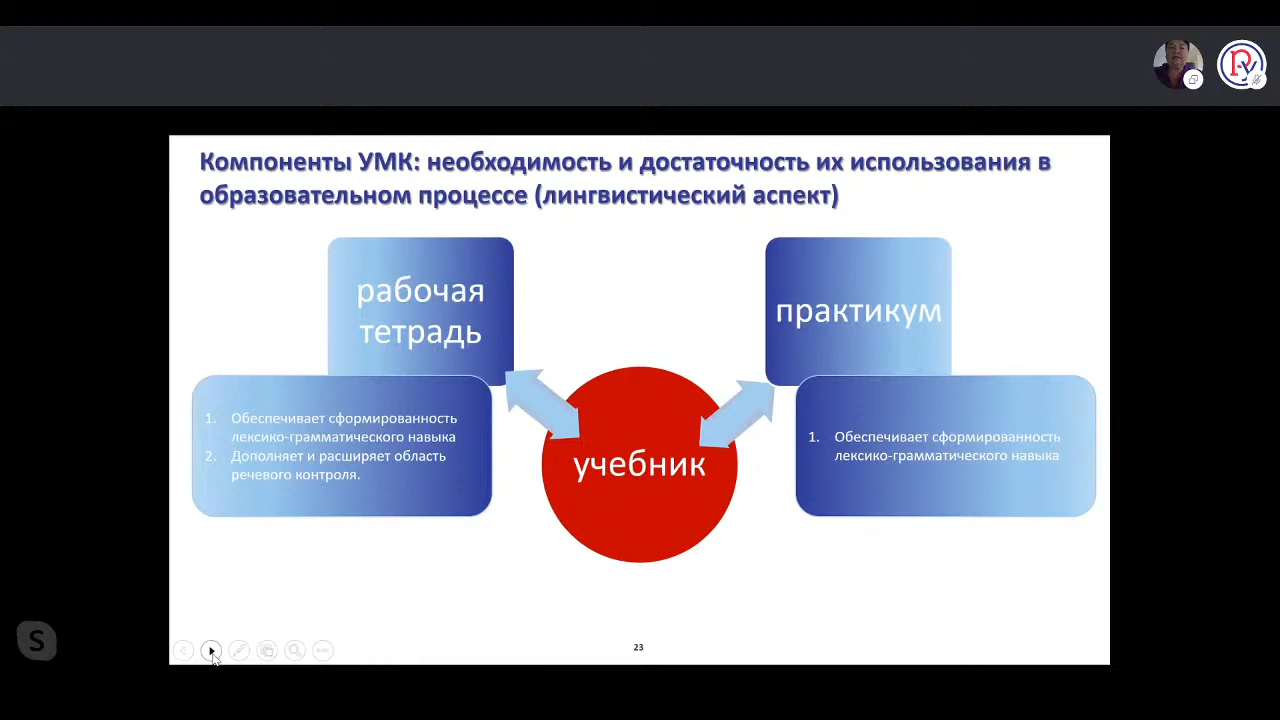 Компоненты УМК: необходимость и достаточность их использования в
образовательном процессе (лингвистический аспект)
рабочая
тетрадь
практикум
1. Обеспечивает сформированность
лексико-грамматического навыка
2. Дополняет и расширяет область
речевого контроля.
учебник
1. Обеспечивает сформированность
лексико-грамматического навыка
23
S